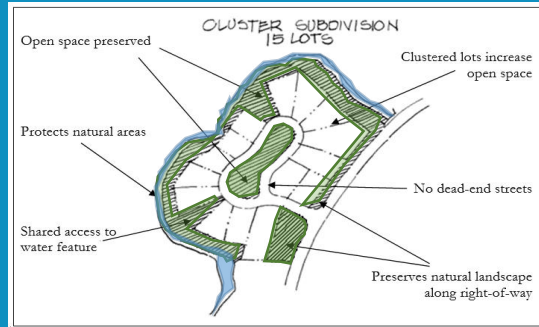 CLUSTER SUBDIVISION
15 LOTS
Open space preserved
Clustered lots increase
open space
Protects natural areas
No dead-end streets
Shared access to
water feature
Preserves natural landscape
along right-of-way